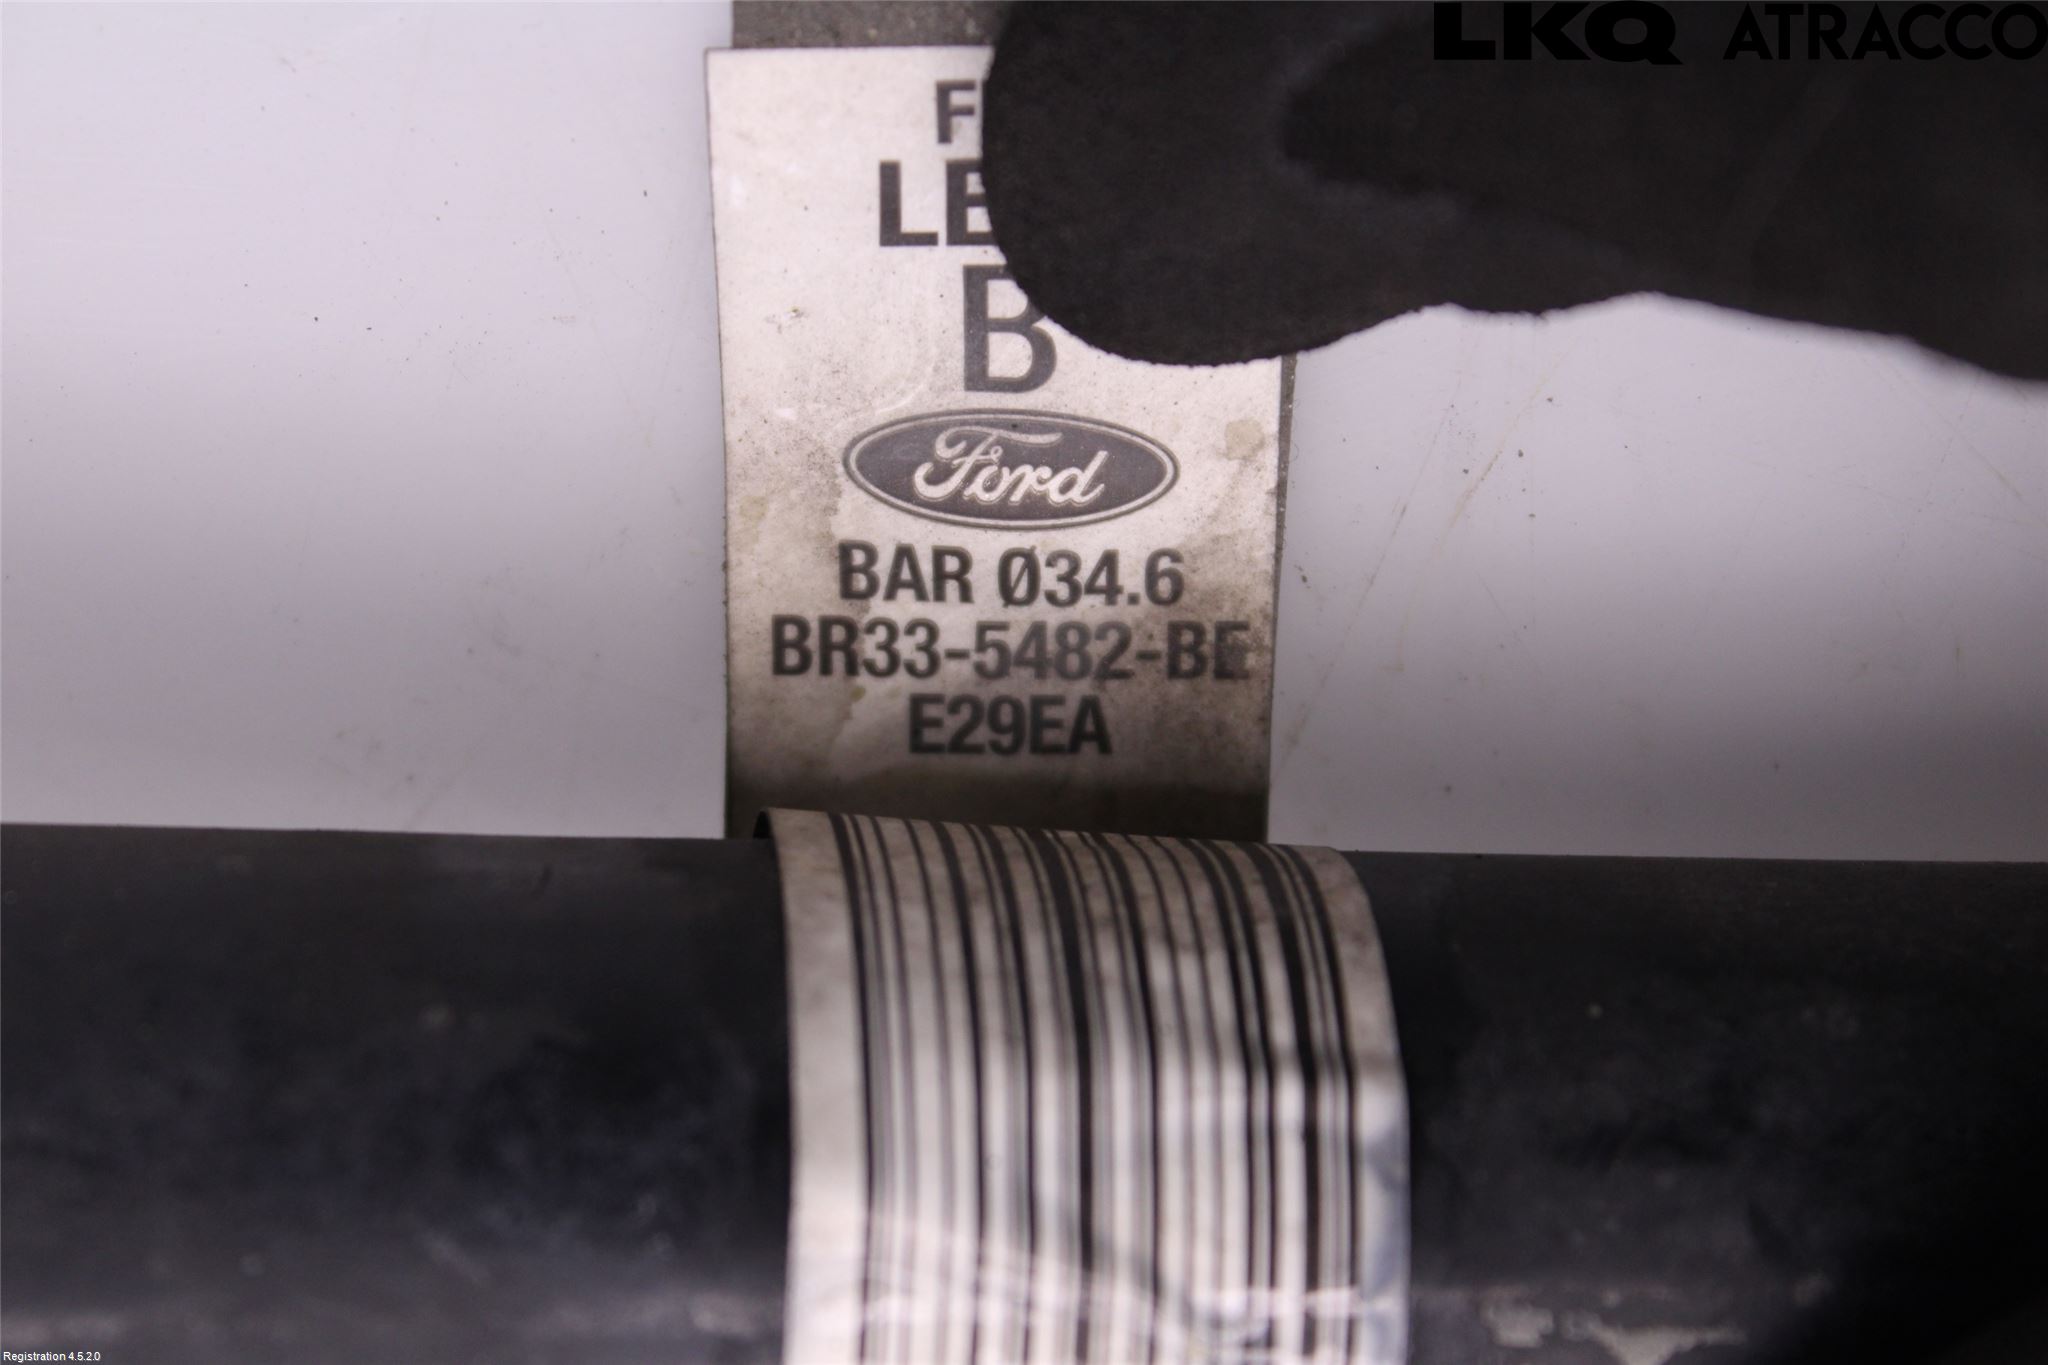 LKQ ATRACCO
B
Ford
BAR Ø34.6
BR33-5482-BE
E29EA
Registration 4.5.2.0